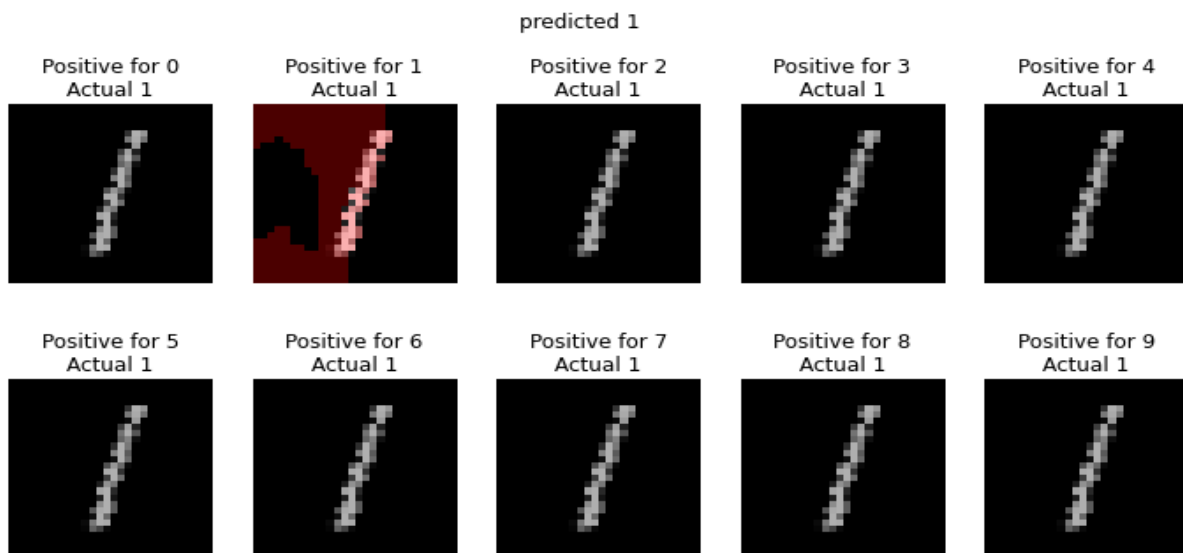 predicted 1
Positive for 0
Actual 1
Positive for 1
Actual 1
Positive for 2
Actual 1
Positive for 3
Actual 1
Positive for 4
Actual 1
Positive for 5
Actual 1
Positive for 6
Actual 1
Positive for 7
Actual 1
Positive for 8
Actual 1
Positive for 9
Actual 1